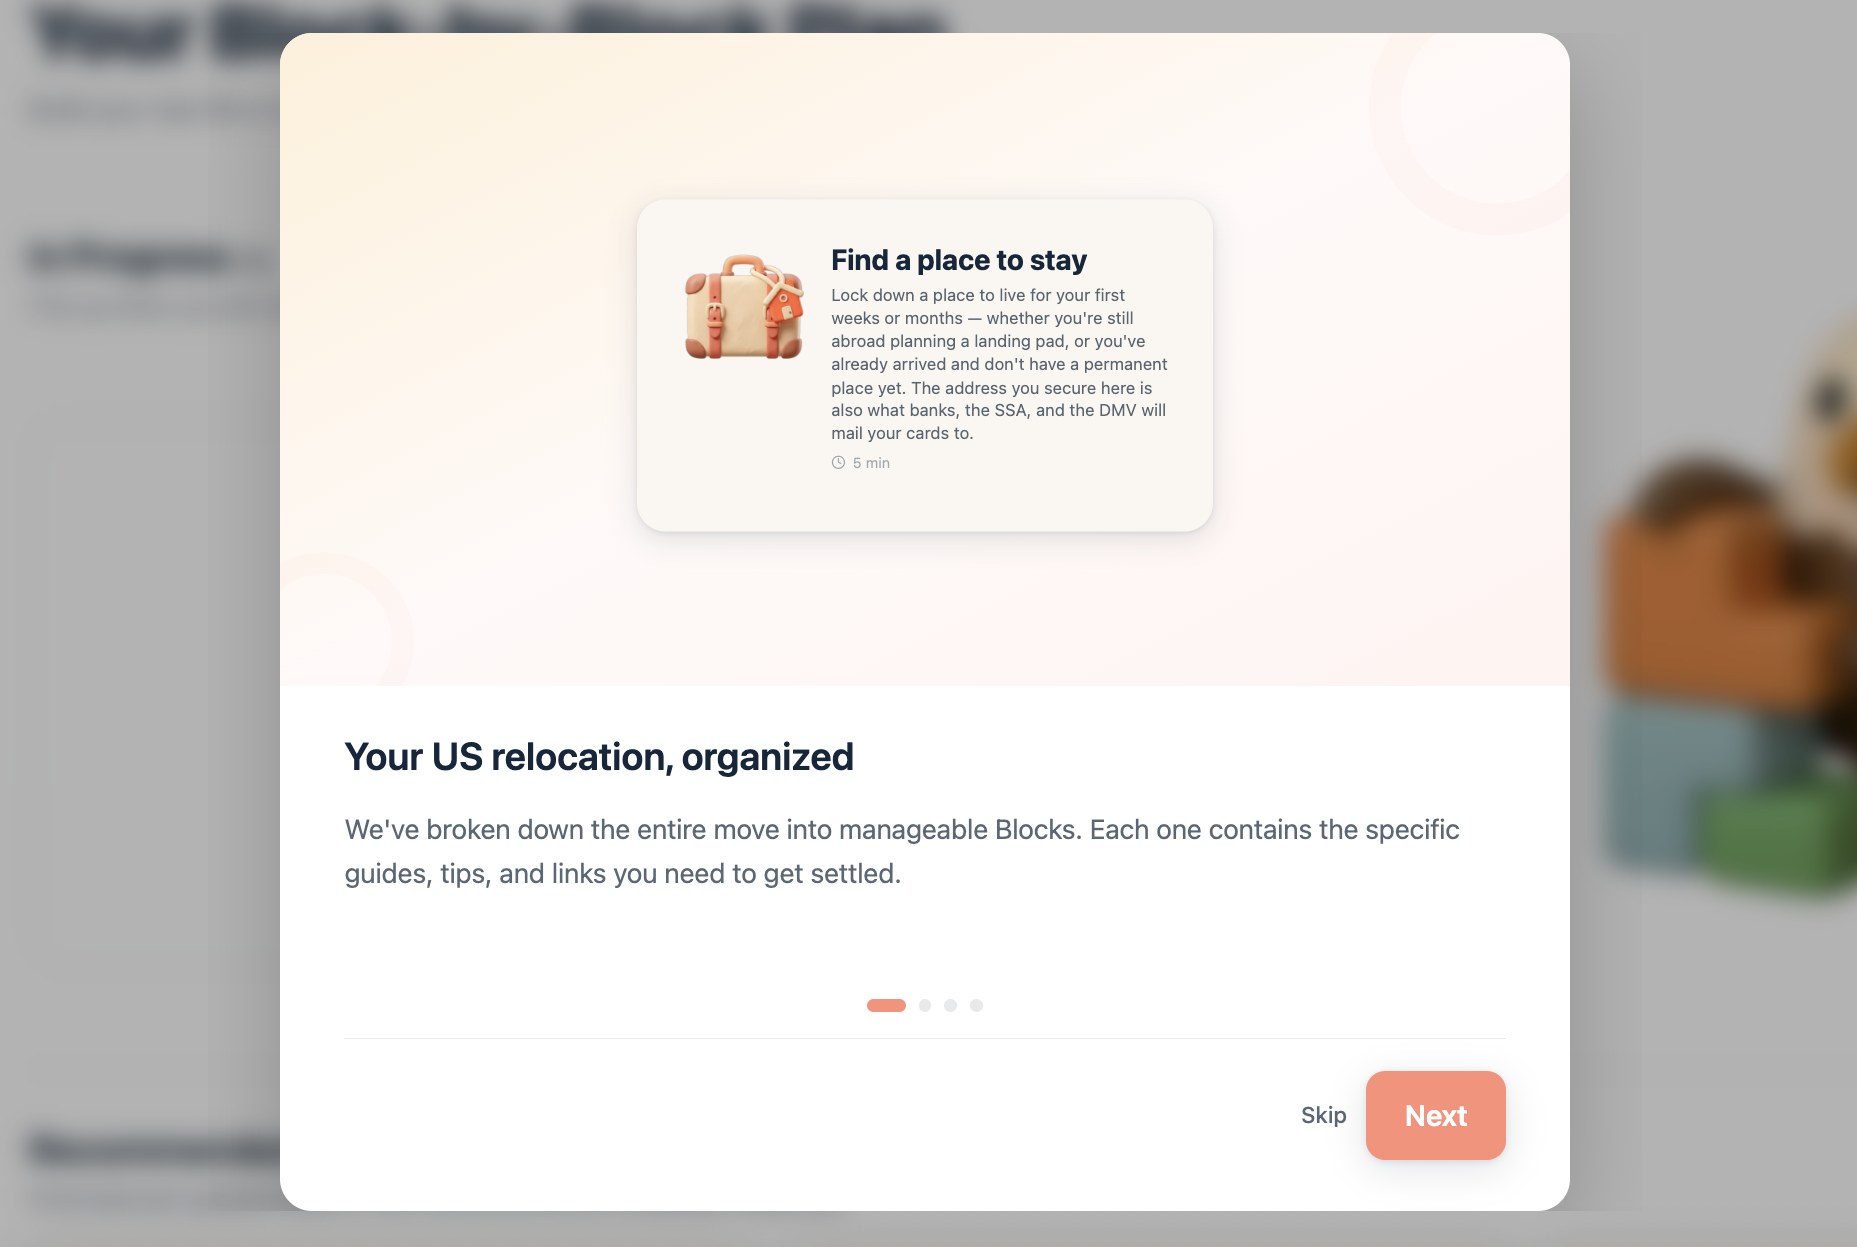 Find a place to stay
Lock down a place to live for your first
weeks or months — whether you're still
abroad planning a landing pad, or you've
already arrived and don't have a permanent
place yet. The address you secure here is
also what banks, the SSA, and the DMV will
mail your cards to.
5 min
Your US relocation, organized
We've broken down the entire move into manageable Blocks. Each one contains the specific
guides, tips, and links you need to get settled.
Skip
Next